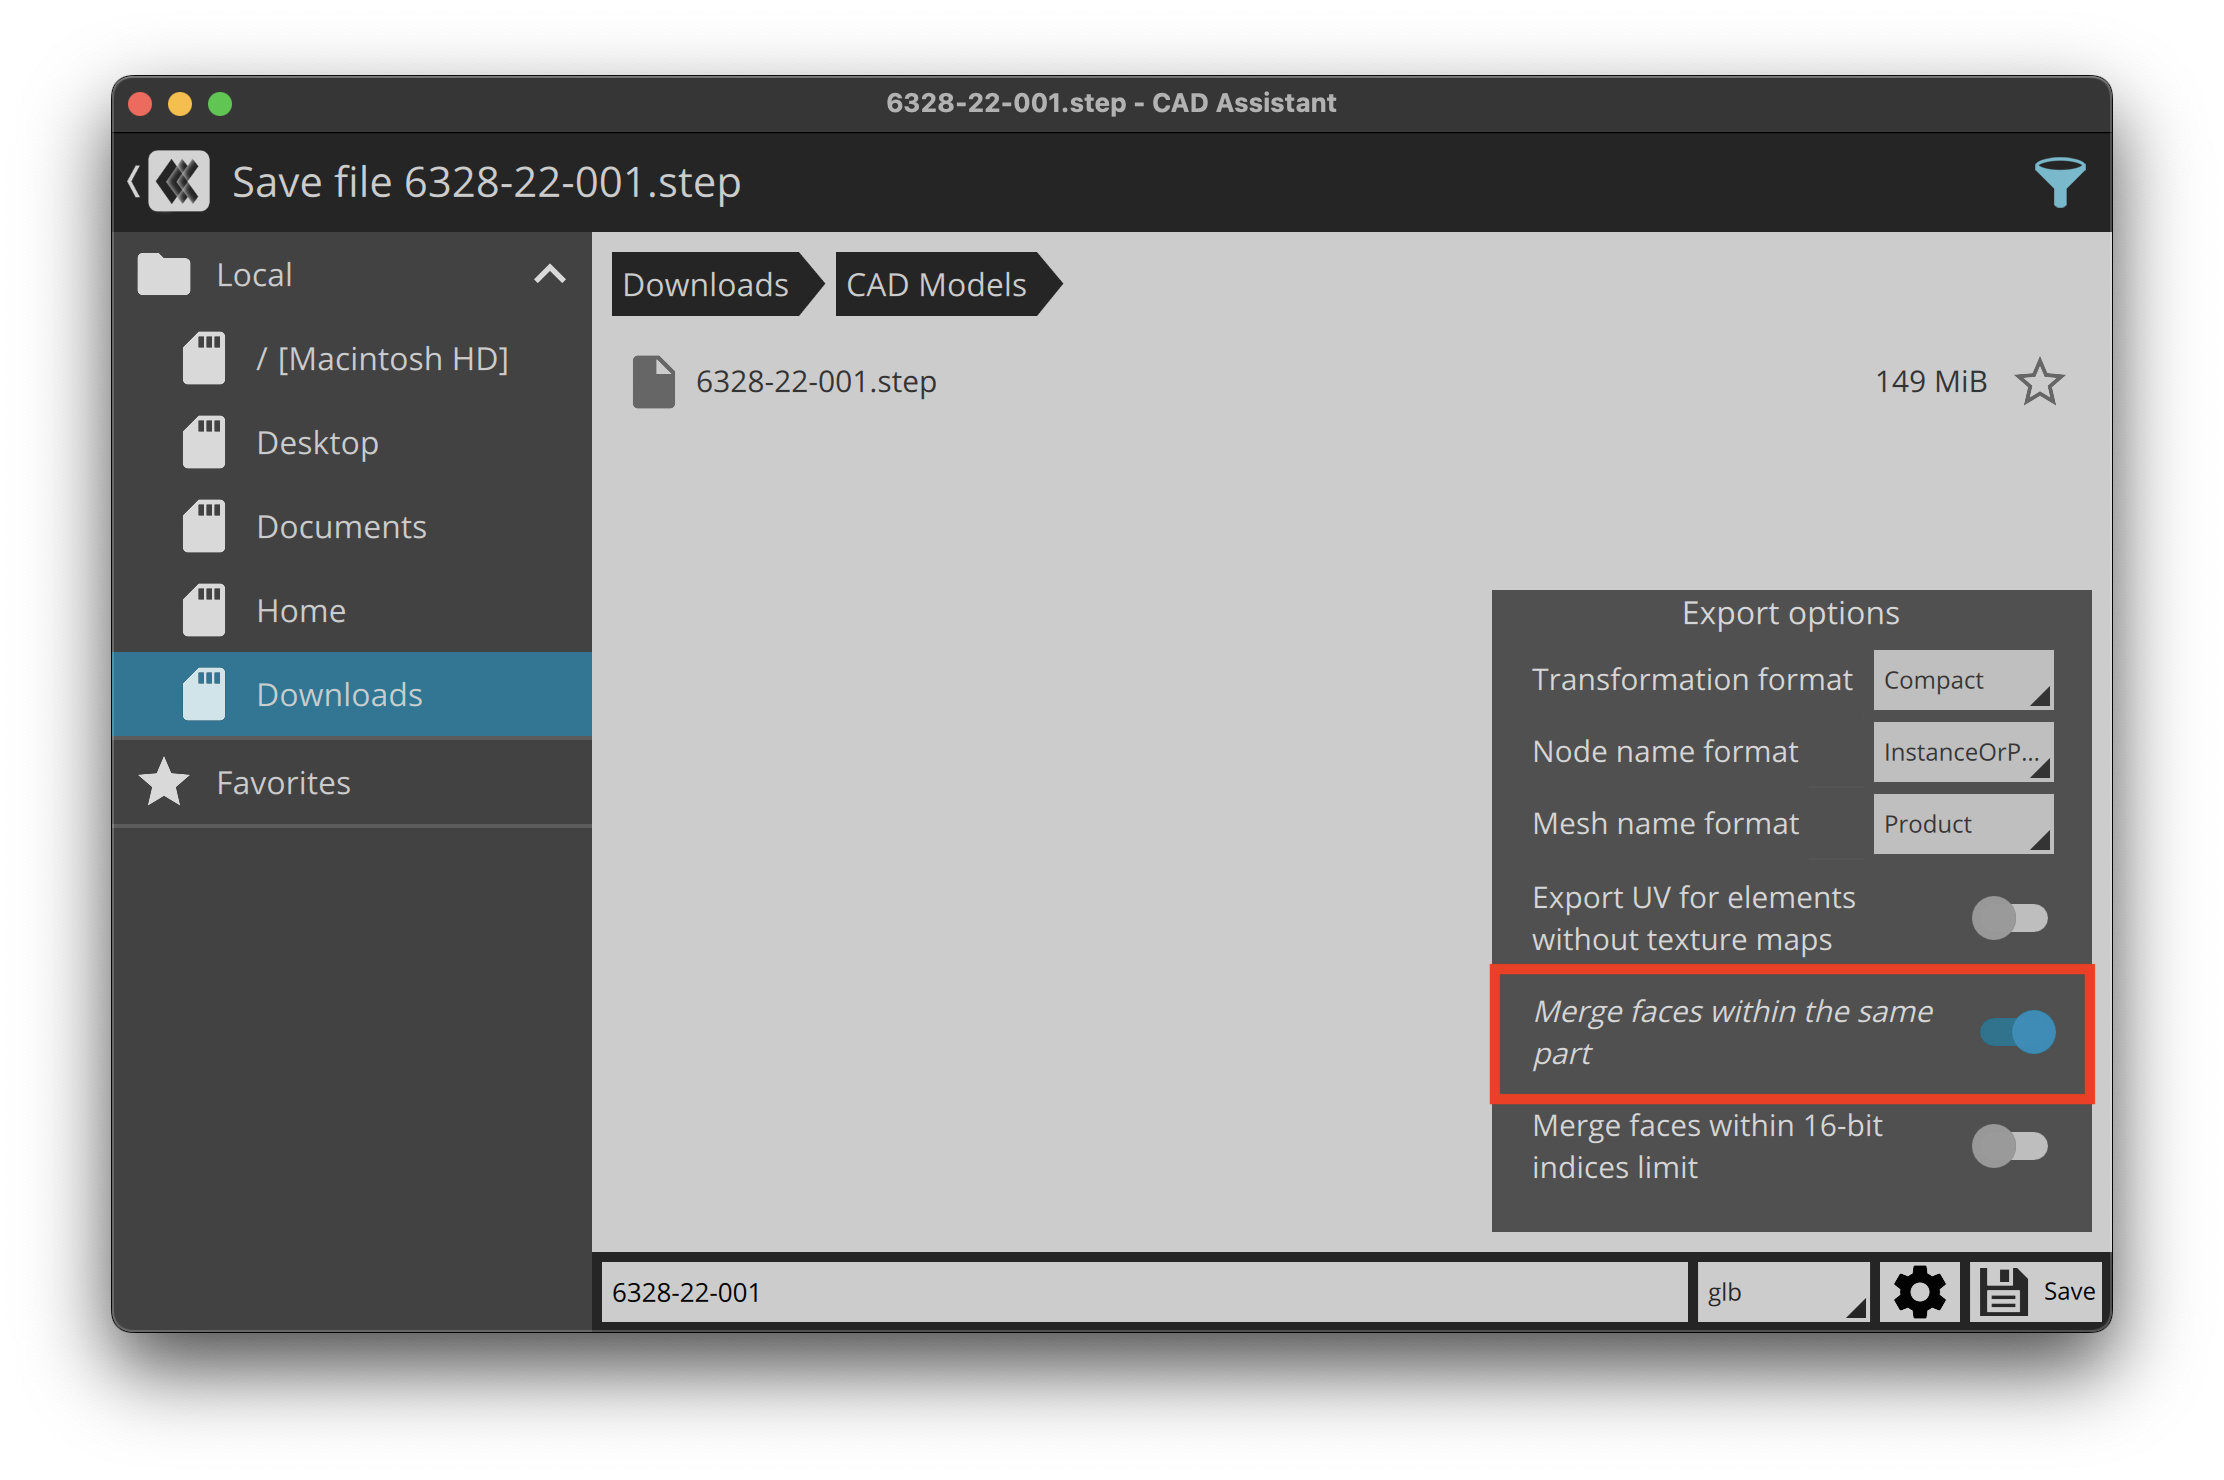 6328-22-001.step - CAD Assistant
Save file 6328-22-001.step
Local
/ [Macintosh HD]
Desktop
Documents
Home
Downloads
Favorites
Downloads
CAD Models
6328-22-001.step
149 MiB
Export options
Transformation format
Compact
Node name format
InstanceOrP...
Mesh name format
Product
Export UV for elements
without texture maps
Merge faces within the same
part
Merge faces within 16-bit
indices limit
6328-22-001
glb
Save